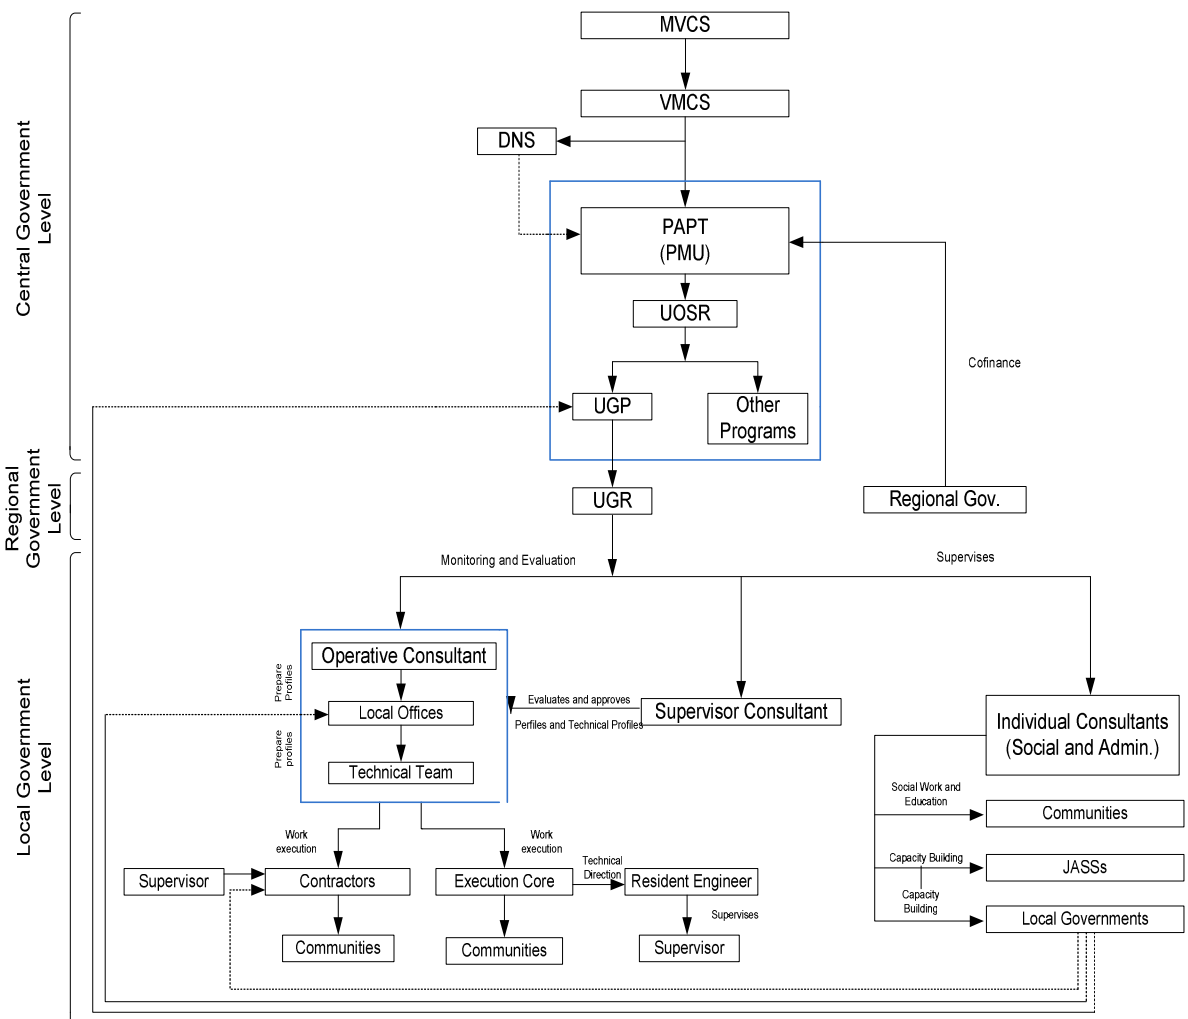 MVCS
VMCS
DNS
Central Government
Level
PAPT
(PMU)
UOSR
Cofinance
UGP
Other
Programs
Regional
Government
Level
UGR
Regional Gov.
Monitoring and Evaluation
Supervises
Local Government
Level
Operative Consultant
Prepare
Profiles
Local Offices
Evaluates and approves
Perfiles and Technical Profiles
Supervisor Consultant
Individual Consultants
(Social and Admin.)
Prepare
profiles
Technical Team
Social Work and
Education
Communities
Work
execution
Work
execution
Capacity Building
JASSs
Technical
Direction
Supervisor
Contractors
Execution Core
Resident Engineer
Capacity
Building
Local Governments
Supervises
Communities
Communities
Supervisor